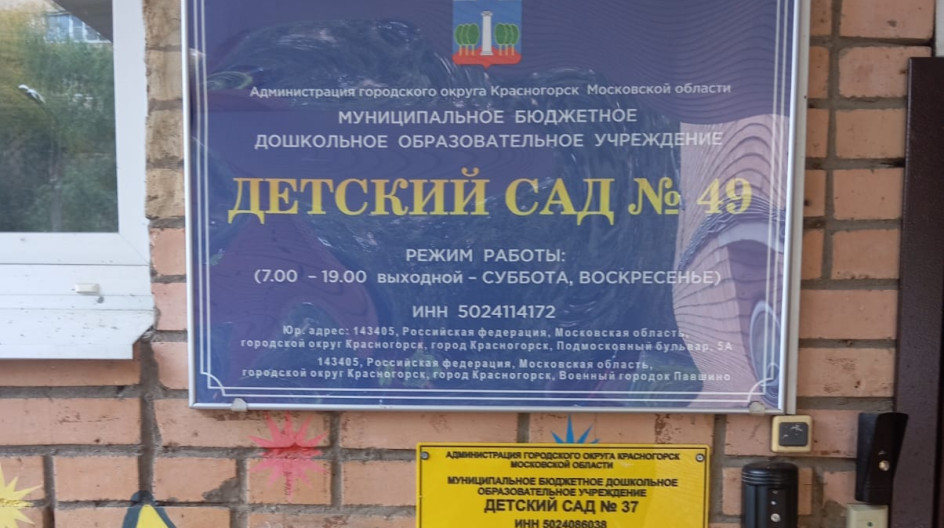 Администрация городского округа Красногорск Московской области
МУНИЦИПАЛЬНОЕ БЮДЖЕТНОЕ
ДОШКОЛЬНОЕ ОБРАЗОВАТЕЛЬНОЕ УЧРЕЖДЕНИЕ
ДЕТСКИЙ САД № 49
РЕЖИМ РАБОТЫ:
(7.00 – 19.00 выходной – СУББОТА, ВОСКРЕСЕНЬЕ)
ИНН 5024114172
Юр. адрес: 143405, Российская федерация, Московская область,
городской округ Красногорск, город Красногорск, Подмосковный бульвар, 5А
143405, Российская федерация, Московская область,
городской округ Красногорск, город Красногорск, Военный городок Павшино
АДМИНИСТРАЦИЯ ГОРОДСКОГО ОКРУГА КРАСНОГОРСК
МОСКОВСКОЙ ОБЛАСТИ
МУНИЦИПАЛЬНОЕ БЮДЖЕТНОЕ ДОШКОЛЬНОЕ
ОБРАЗОВАТЕЛЬНОЕ УЧРЕЖДЕНИЕ
ДЕТСКИЙ САД № 37
ИНН 5024086038